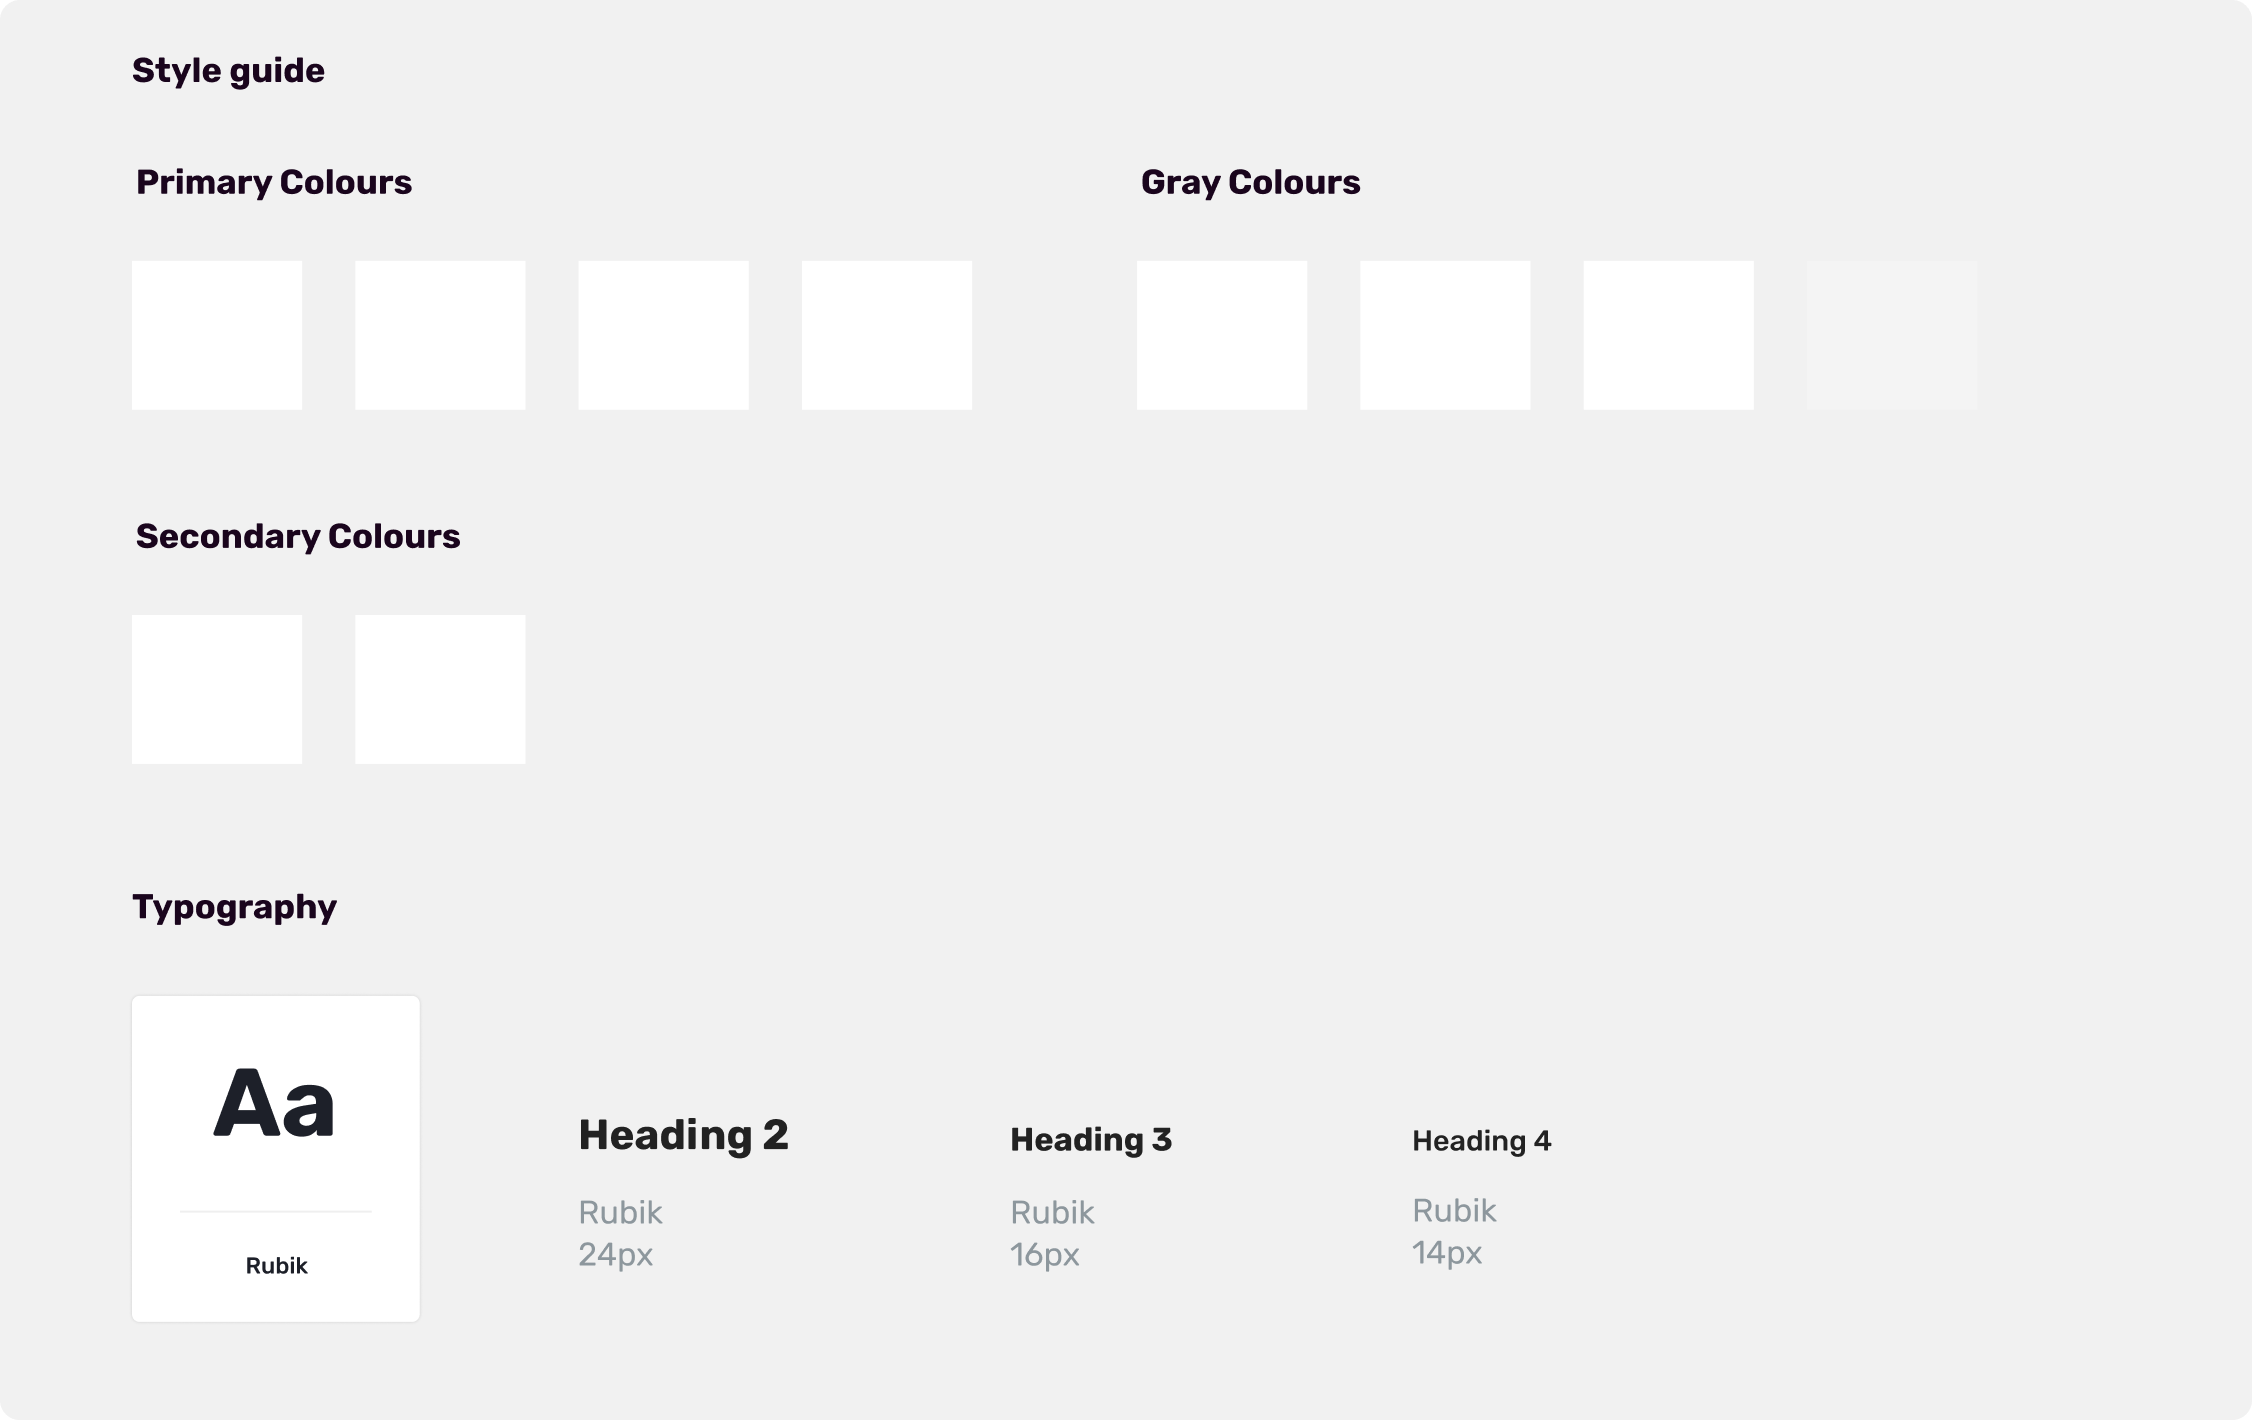 Style guide
Primary Colours
Gray Colours
Secondary Colours
Typography
Aa
Rubik
Heading 2
Rubik
24px
Heading 3
Rubik
16px
Heading 4
Rubik
14px